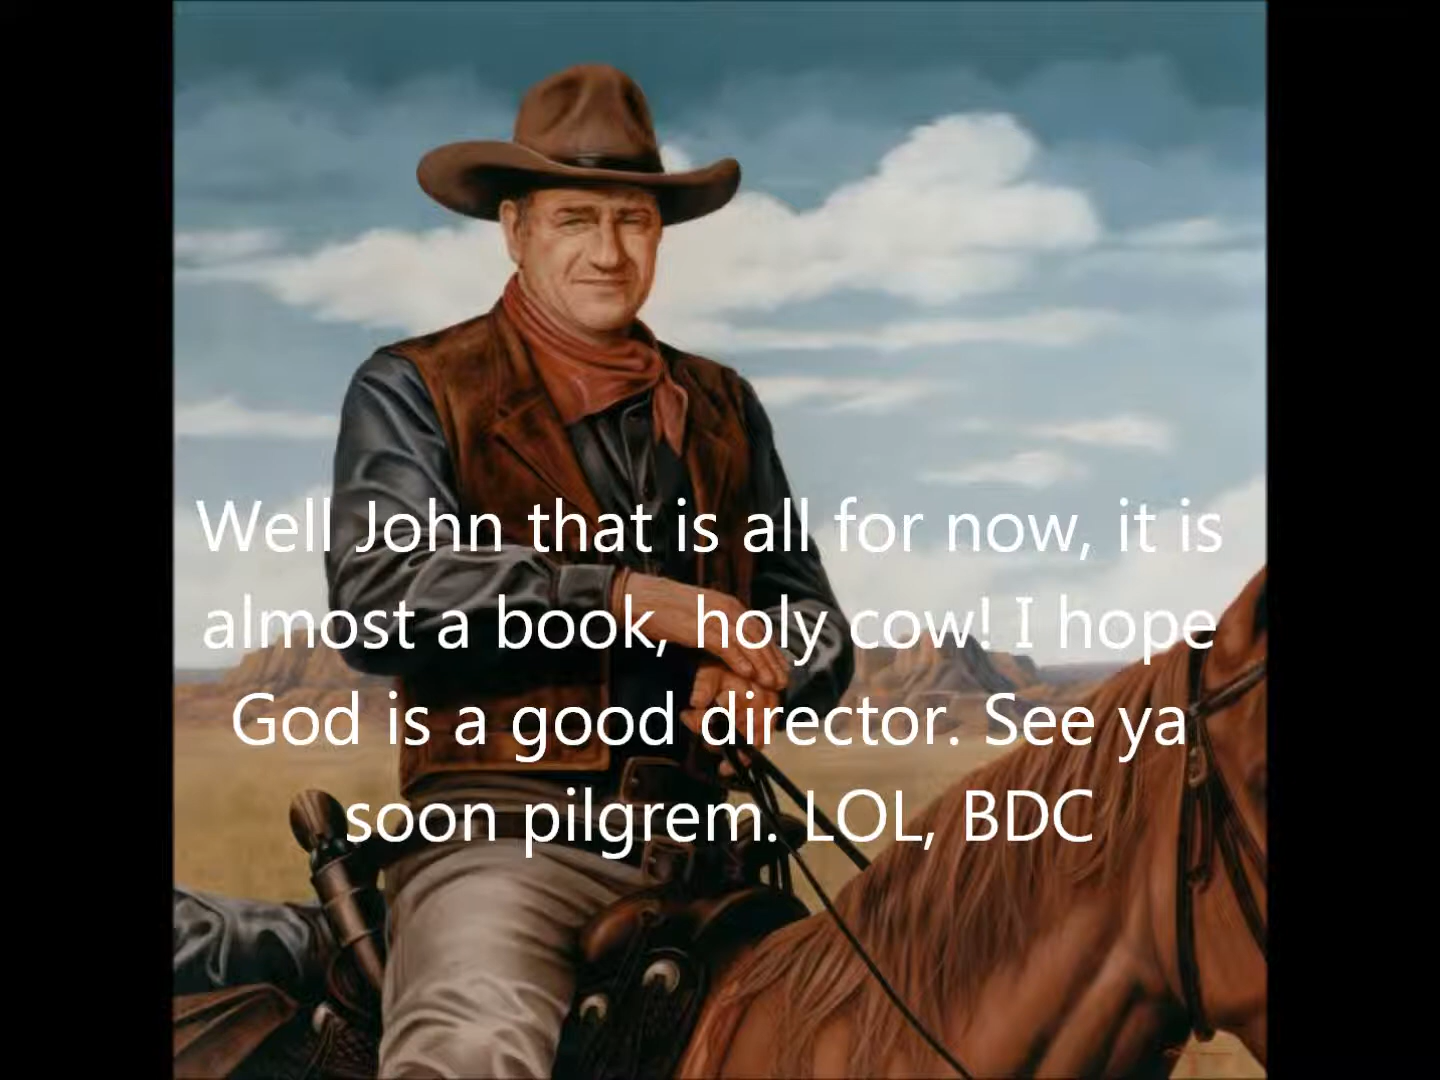 Well John that is all for now, it is
almost a book, holy cow! I hope
God is a good director. See ya
soon pilgrem. LOL, BDC